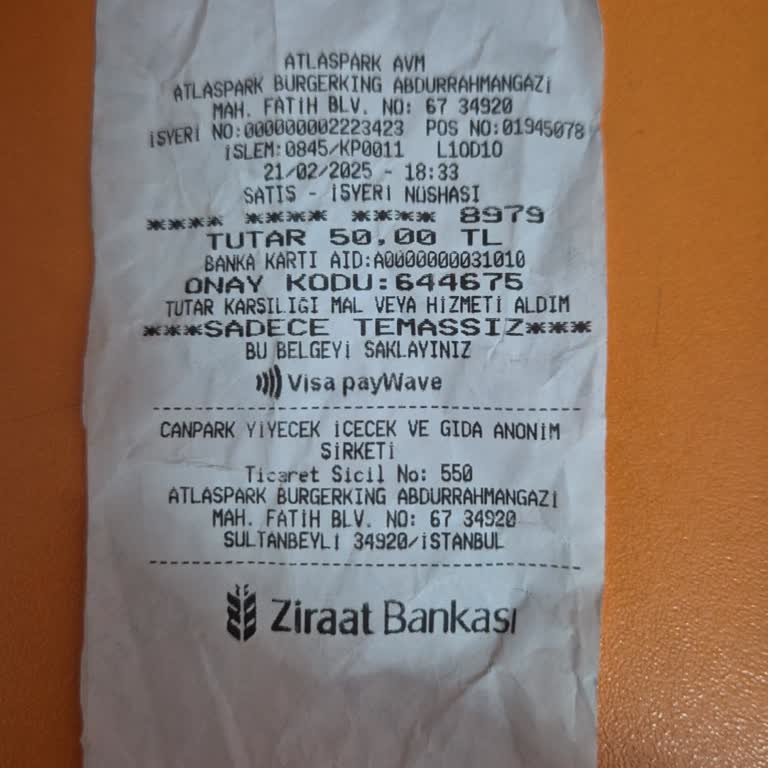 ATLASPARK AVM
ATLASPARK BURGERKING ABDURRAHMANGAZi
MAH. FATİH BLV. NO: 67 34920
İSYERİ NO:000000002223423 POS NO:01945078
İSLEM:0845/KP0011 L10D10
21/02/2025 - 18:33
SATIS - İSYERİ NÜSHASI
**** **** **** 8979
TUTAR 50,00 TL
BANKA KARTI AID:A0000000031010
ONAY KODU:644675
TUTAR KARSILIĞI MAL VEYA HİZMETİ ALDIM
***SADECE TEMASSIZ***
BU BELGEYİ SAKLAYINIZ
Visa payWave
CANPARK YİYECEK İCECEK VE GIDA ANONİM
SİRKETİ
Ticaret Sicil No: 550
ATLASPARK BURGERKING ABDURRAHMANGAZi
MAH. FATİH BLV. NO: 67 34920
SULTANBEYLİ 34920/İSTANBUL
Ziraat Bankası